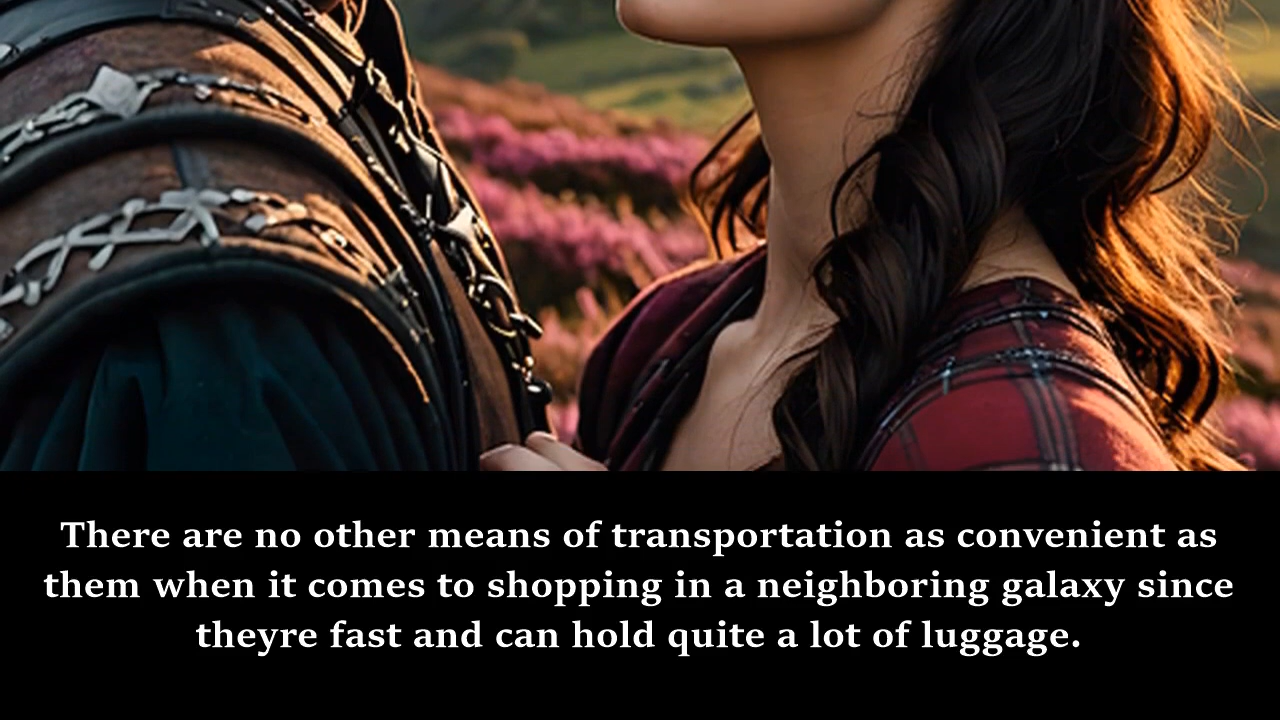 There are no other means of transportation as convenient as
them when it comes to shopping in a neighboring galaxy since
theyre fast and can hold quite a lot of luggage.